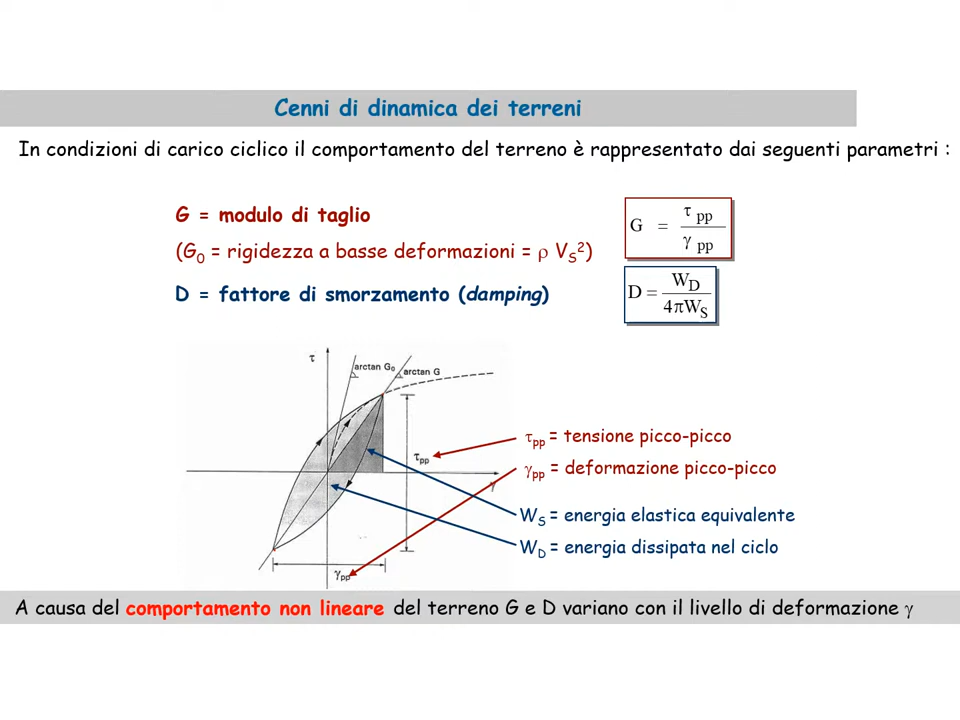 Cenni di dinamica dei terreni
In condizioni di carico ciclico il comportamento del terreno è rappresentato dai seguenti parametri :
G = modulo di taglio
(G0 = rigidezza a basse deformazioni = ρ VS²)
D = fattore di smorzamento (damping)
G = τ pp / γ pp
D = WD / 4πWS
τ
arctan G0
arctan G
τpp
γ
γpp
τpp = tensione picco-picco
γpp = deformazione picco-picco
WS = energia elastica equivalente
WD = energia dissipata nel ciclo
A causa del comportamento non lineare del terreno G e D variano con il livello di deformazione γ